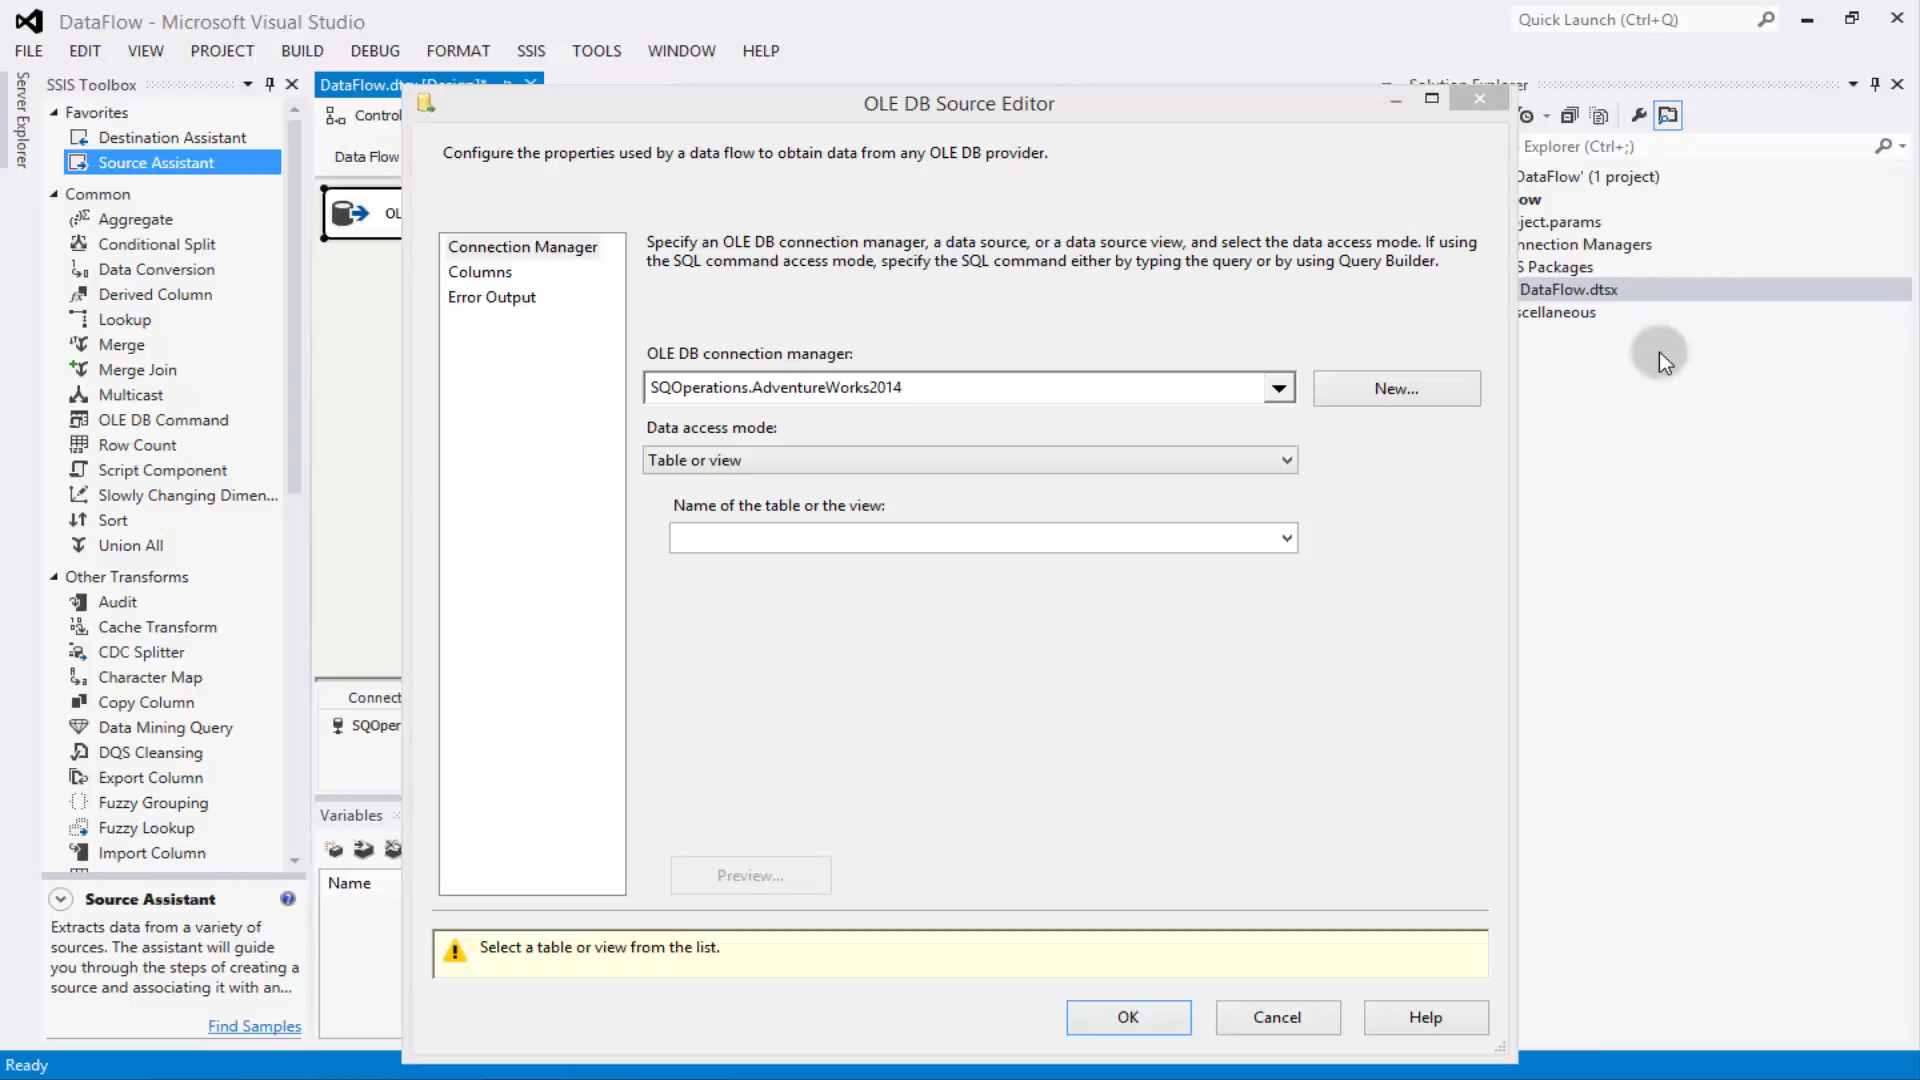 DataFlow - Microsoft Visual Studio
Quick Launch (Ctrl+Q)
FILE EDIT VIEW PROJECT BUILD DEBUG FORMAT SSIS TOOLS WINDOW HELP
Server Explorer
SSIS Toolbox
Favorites
Destination Assistant
Source Assistant
Common
Aggregate
Conditional Split
Data Conversion
Derived Column
Lookup
Merge
Merge Join
Multicast
OLE DB Command
Row Count
Script Component
Slowly Changing Dimen...
Sort
Union All
Other Transforms
Audit
Cache Transform
CDC Splitter
Character Map
Copy Column
Data Mining Query
DQS Cleansing
Export Column
Fuzzy Grouping
Fuzzy Lookup
Import Column
Source Assistant
Extracts data from a variety of
sources. The assistant will guide
you through the steps of creating a
source and associating it with an...
Find Samples
Ready
DataFlow.dtsx [Design]*
Control
Data Flow
OL
Connect
SQOper
Variables
Name
OLE DB Source Editor
Configure the properties used by a data flow to obtain data from any OLE DB provider.
Connection Manager
Columns
Error Output
Specify an OLE DB connection manager, a data source, or a data source view, and select the data access mode. If using
the SQL command access mode, specify the SQL command either by typing the query or by using Query Builder.
OLE DB connection manager:
SQOperations.AdventureWorks2014
New...
Data access mode:
Table or view
Name of the table or the view:
Preview...
Select a table or view from the list.
OK Cancel Help
Solution Explorer
Explorer (Ctrl+;)
DataFlow' (1 project)
ow
ject.params
nnection Managers
S Packages
DataFlow.dtsx
scellaneous